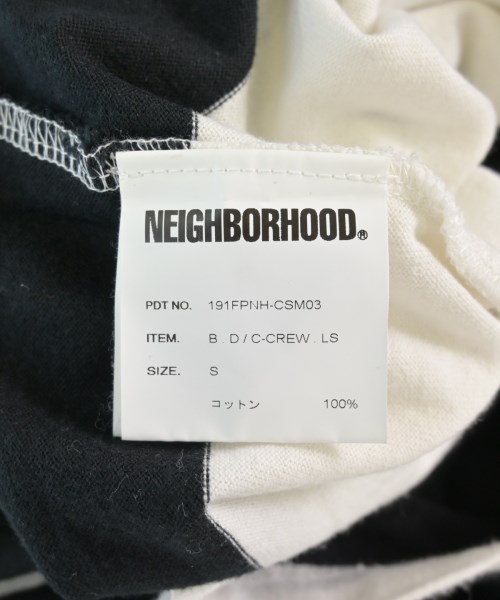 NEIGHBORHOOD®
PDT NO. 191FPNH-CSM03
ITEM. B . D / C-CREW . LS
SIZE. S
コットン 100%